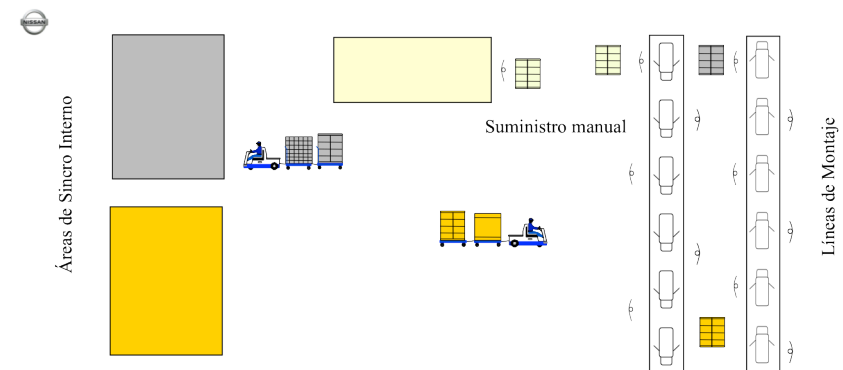 NISSAN
Suministro manual
Áreas de Sincro Interno
Líneas de Montaje